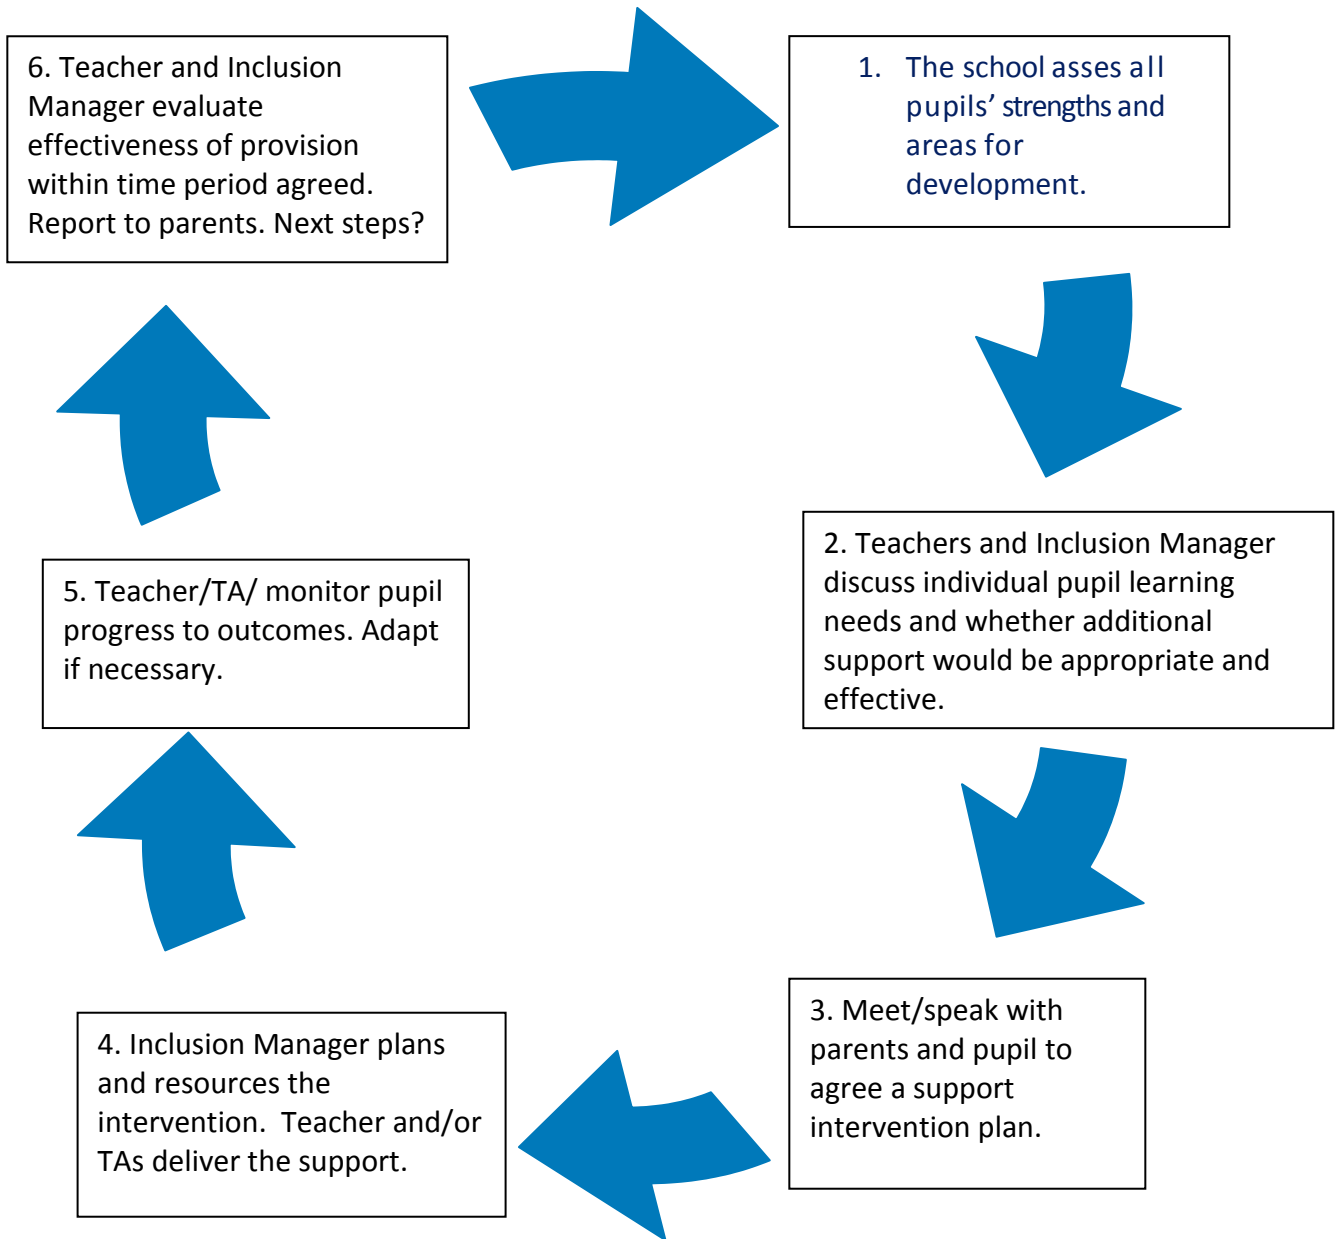 1. The school asses all
pupils’ strengths and
areas for
development.
2. Teachers and Inclusion Manager
discuss individual pupil learning
needs and whether additional
support would be appropriate and
effective.
3. Meet/speak with
parents and pupil to
agree a support
intervention plan.
4. Inclusion Manager plans
and resources the
intervention.  Teacher and/or
TAs deliver the support.
5. Teacher/TA/ monitor pupil
progress to outcomes. Adapt
if necessary.
6. Teacher and Inclusion
Manager evaluate
effectiveness of provision
within time period agreed.
Report to parents. Next steps?